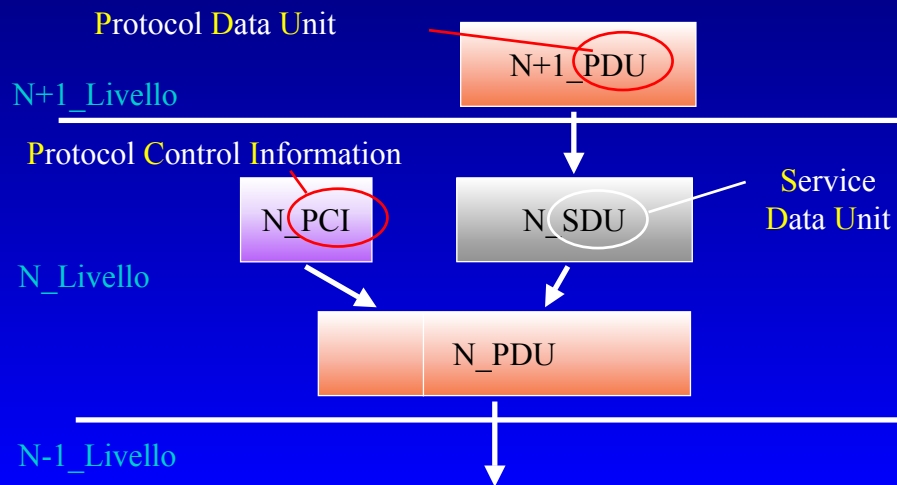 Protocol Data Unit
N+1_PDU
N+1_Livello
Protocol Control Information
N_PCI
N_SDU
Service
Data Unit
N_Livello
N_PDU
N-1_Livello